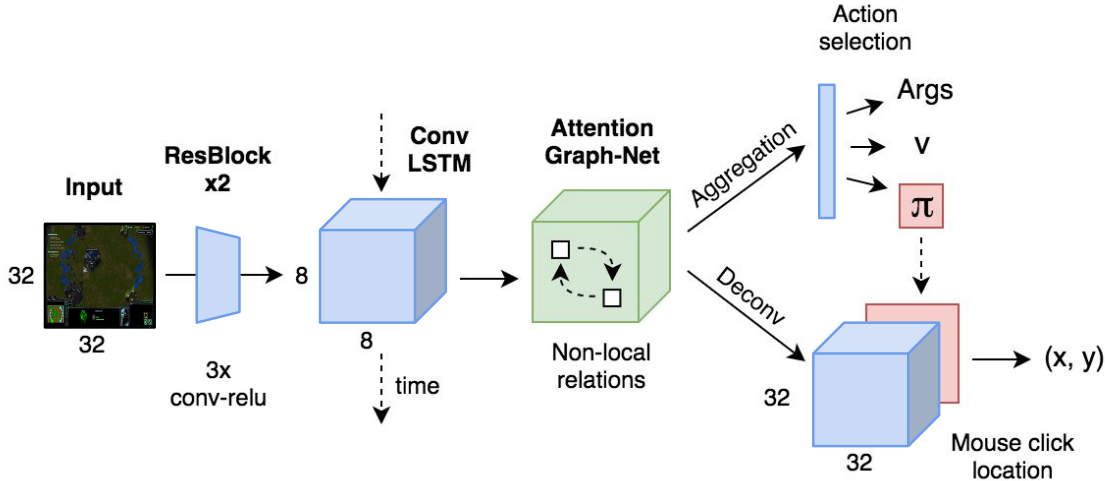 Input
32
32
ResBlock
x2
3x
conv-relu
Conv
LSTM
8
8
time
Attention
Graph-Net
Non-local
relations
Aggregation
Deconv
Action
selection
Args
v
π
32
32
(x, y)
Mouse click
location